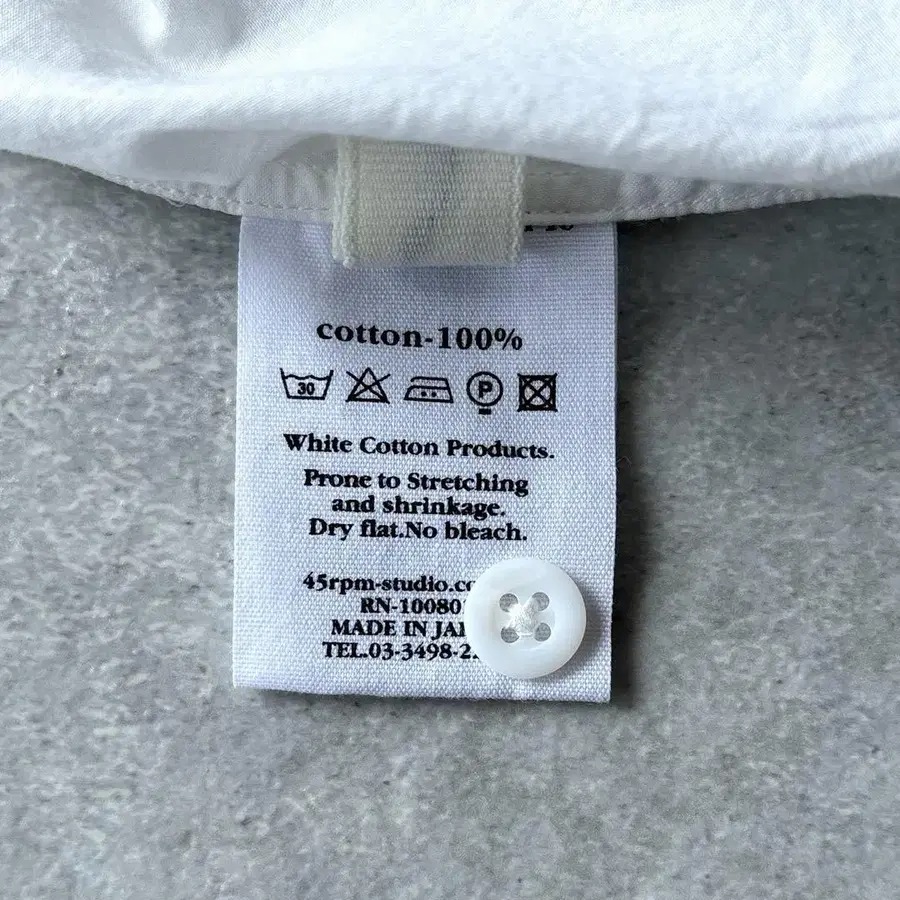 cotton-100%
30
P
White Cotton Products.
Prone to Stretching
and shrinkage.
Dry flat.No bleach.
45rpm-studio.co
RN-10080
MADE IN
TEL.03-3498-2